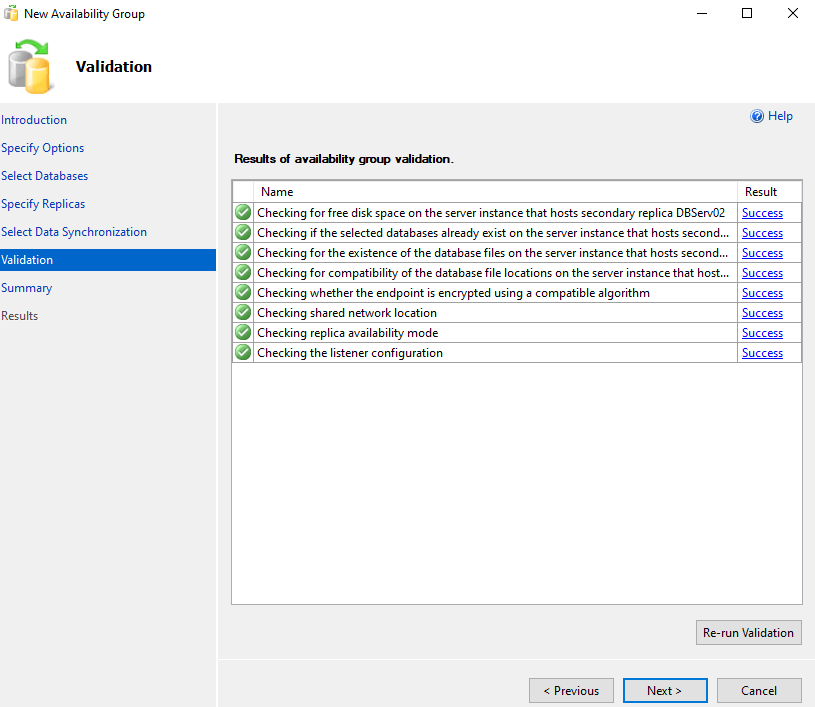 New Availability Group
Validation
Introduction
Specify Options
Select Databases
Specify Replicas
Select Data Synchronization
Validation
Summary
Results
Help
Results of availability group validation.
Name Result
Checking for free disk space on the server instance that hosts secondary replica DBServ02 Success
Checking if the selected databases already exist on the server instance that hosts second... Success
Checking for the existence of the database files on the server instance that hosts second... Success
Checking for compatibility of the database file locations on the server instance that host... Success
Checking whether the endpoint is encrypted using a compatible algorithm Success
Checking shared network location Success
Checking replica availability mode Success
Checking the listener configuration Success
Re-run Validation
< Previous Next > Cancel